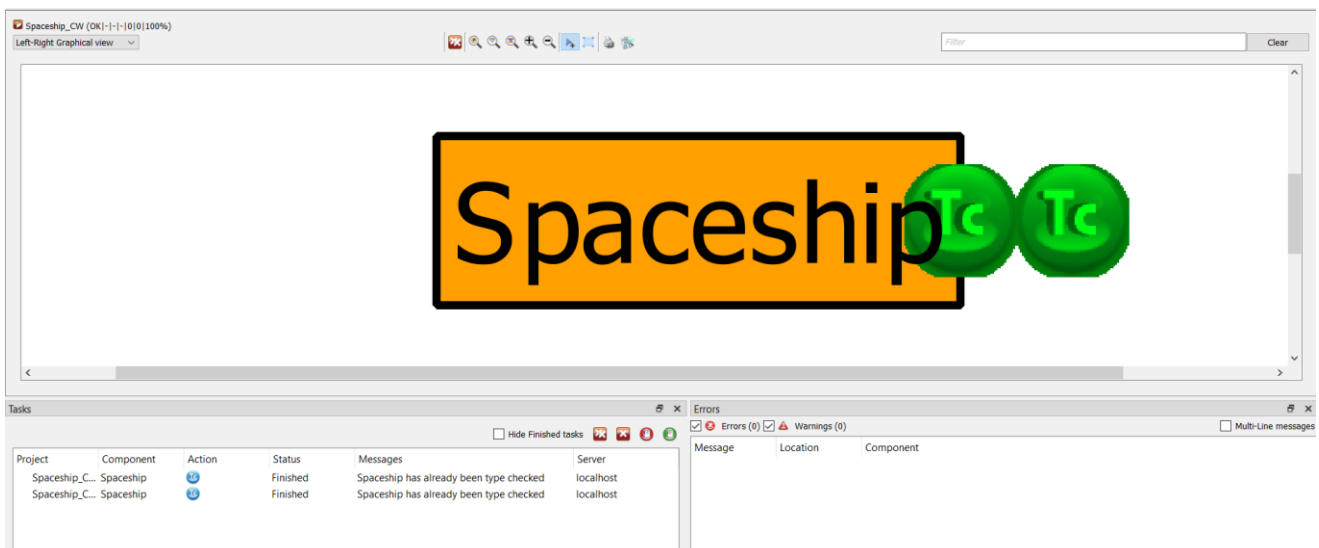 Spaceship_CW (OK|-|-|-|0|0|100%)
Left-Right Graphical view
Filter
Clear
Spaceship
Tc Tc
Tasks
Errors
Hide Finished tasks
Errors (0) Warnings (0)
Multi-Line messages
Project Component Action Status Messages Server
Message Location Component
Spaceship_C... Spaceship Finished Spaceship has already been type checked localhost
Spaceship_C... Spaceship Finished Spaceship has already been type checked localhost